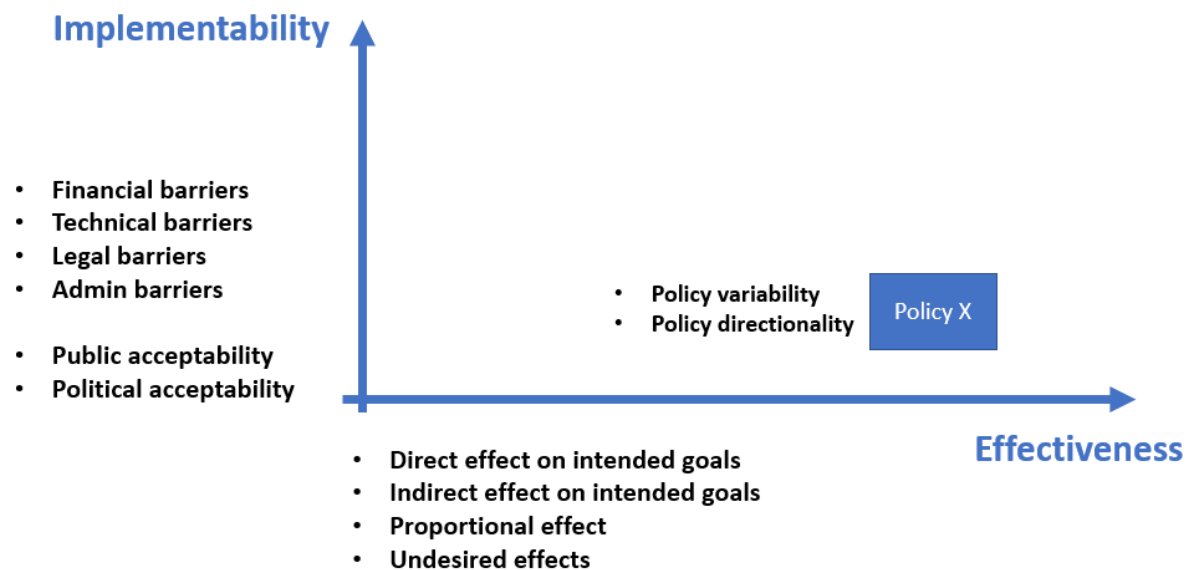 Implementability
• Financial barriers
• Technical barriers
• Legal barriers
• Admin barriers
• Public acceptability
• Political acceptability
• Policy variability
• Policy directionality
Policy X
Effectiveness
• Direct effect on intended goals
• Indirect effect on intended goals
• Proportional effect
• Undesired effects